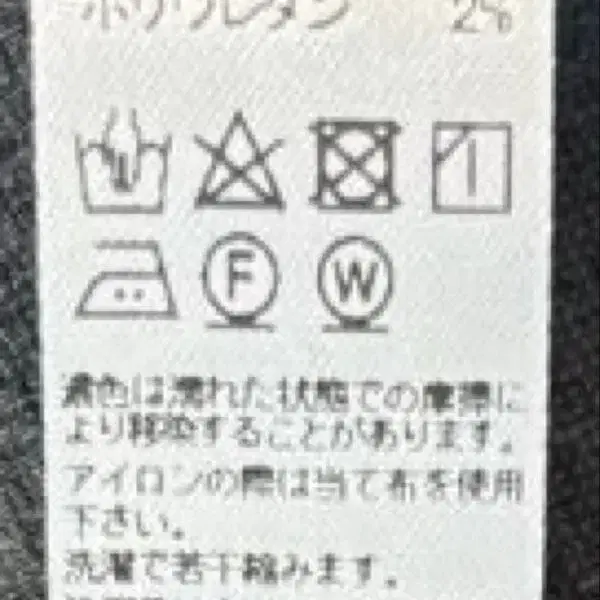 ポリウレタン 2%
F W
濃色は濡れた状態での摩擦に
より移染することがあります。
アイロンの際は当て布を使用
下さい。
洗濯で若干縮みます。